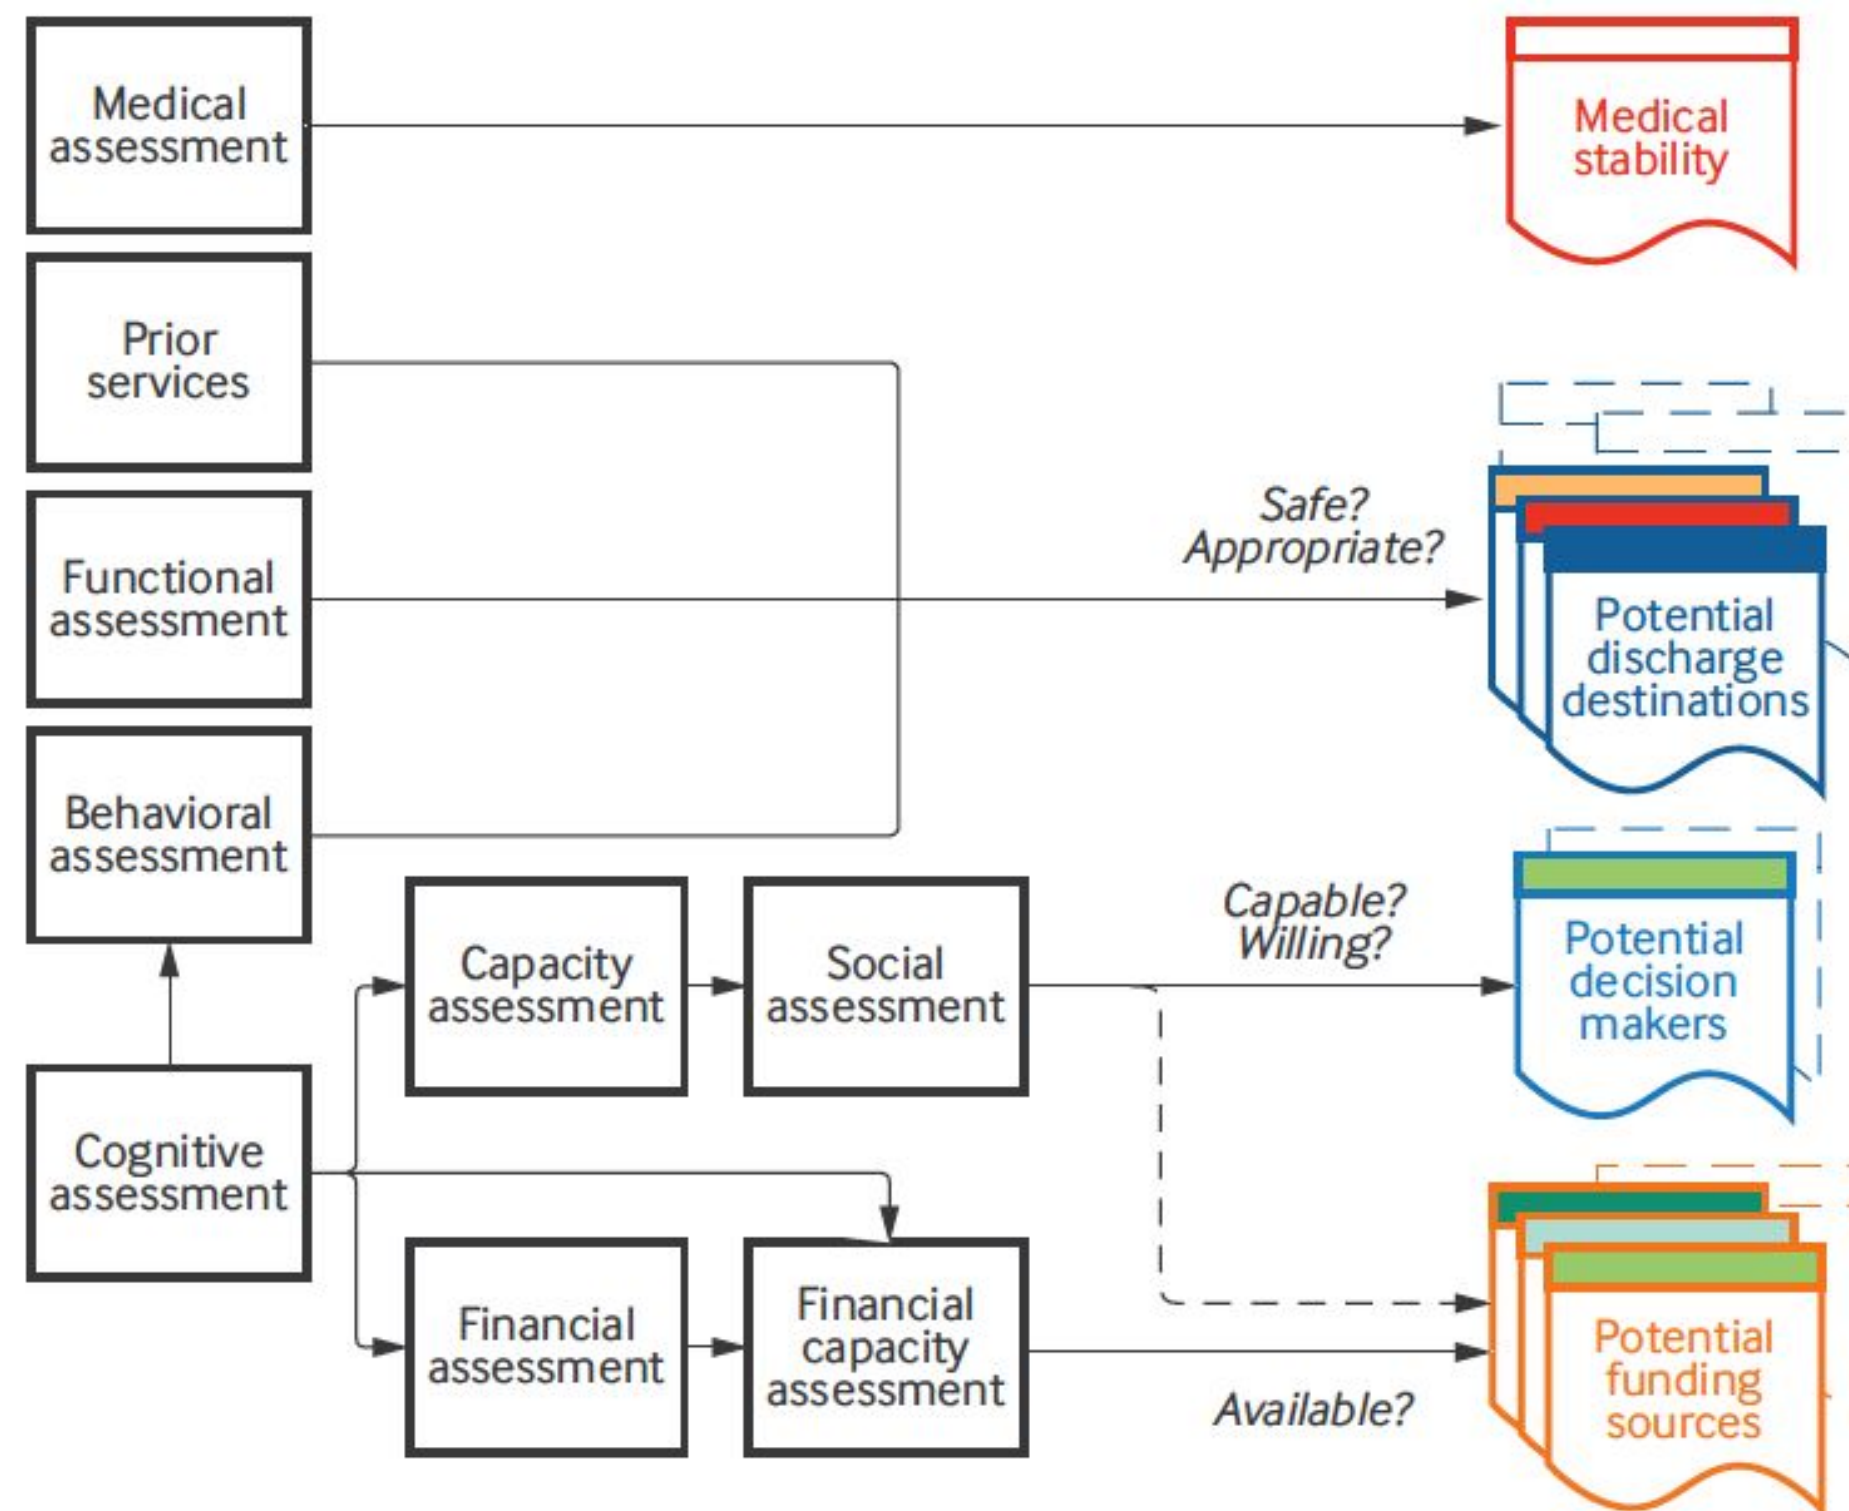 Medical
assessment
Medical
stability
Prior
services
Functional
assessment
Safe?
Appropriate?
Potential
discharge
destinations
Behavioral
assessment
Capacity
assessment
Social
assessment
Capable?
Willing?
Potential
decision
makers
Cognitive
assessment
Financial
assessment
Financial
capacity
assessment
Available?
Potential
funding
sources